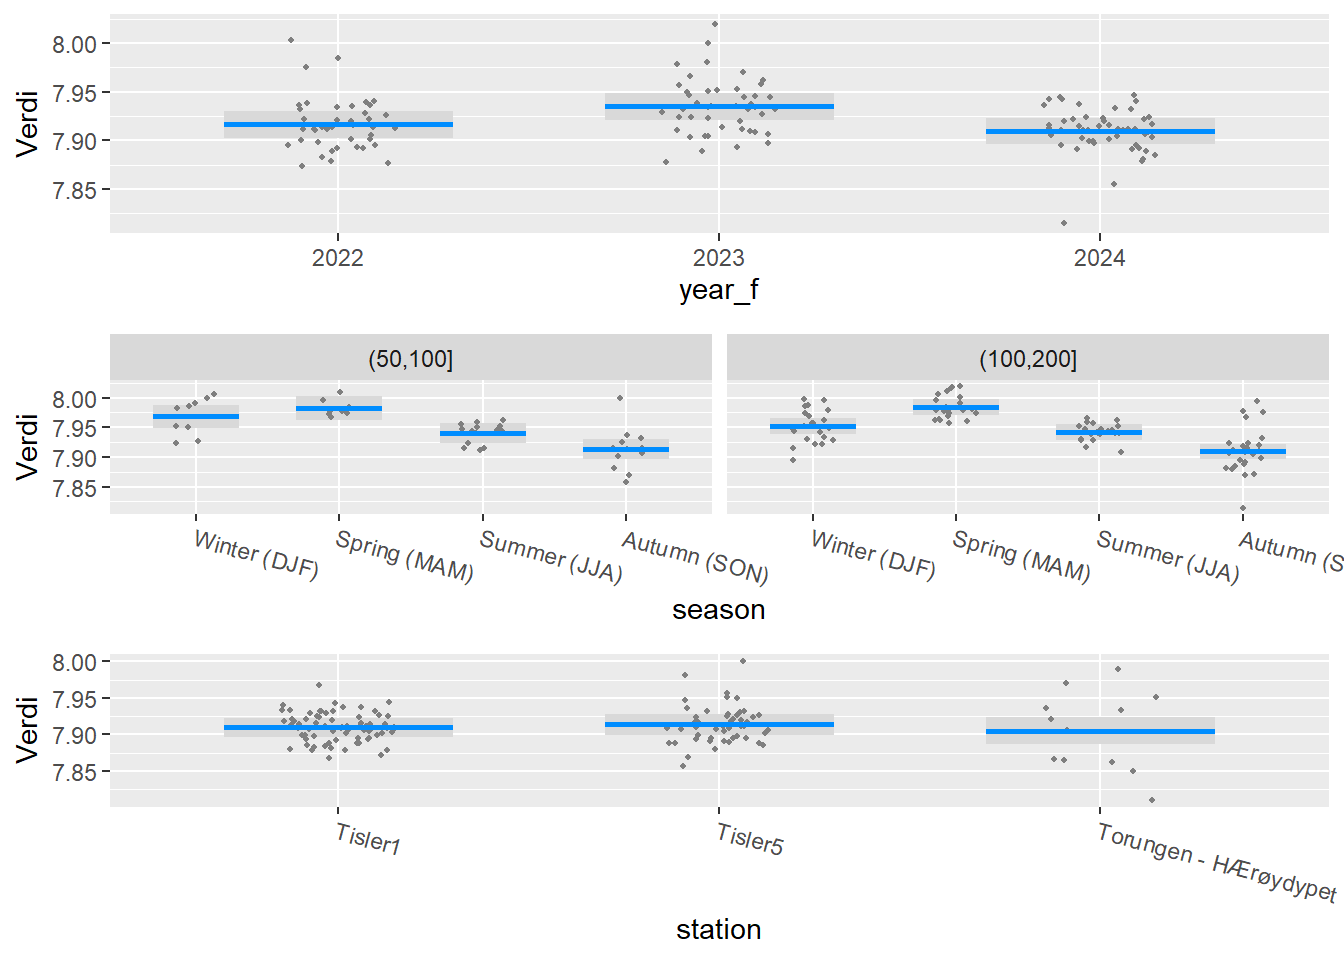 8.00
7.95
7.90
7.85
Verdi
2022 2023 2024
year_f
(50,100] (100,200]
8.00
7.95
7.90
7.85
Verdi
Winter (DJF) Spring (MAM) Summer (JJA) Autumn (SON) Winter (DJF) Spring (MAM) Summer (JJA) Autumn (S
season
8.00
7.95
7.90
7.85
Verdi
Tisler1 Tisler5 Torungen - HÆrøydypet
station